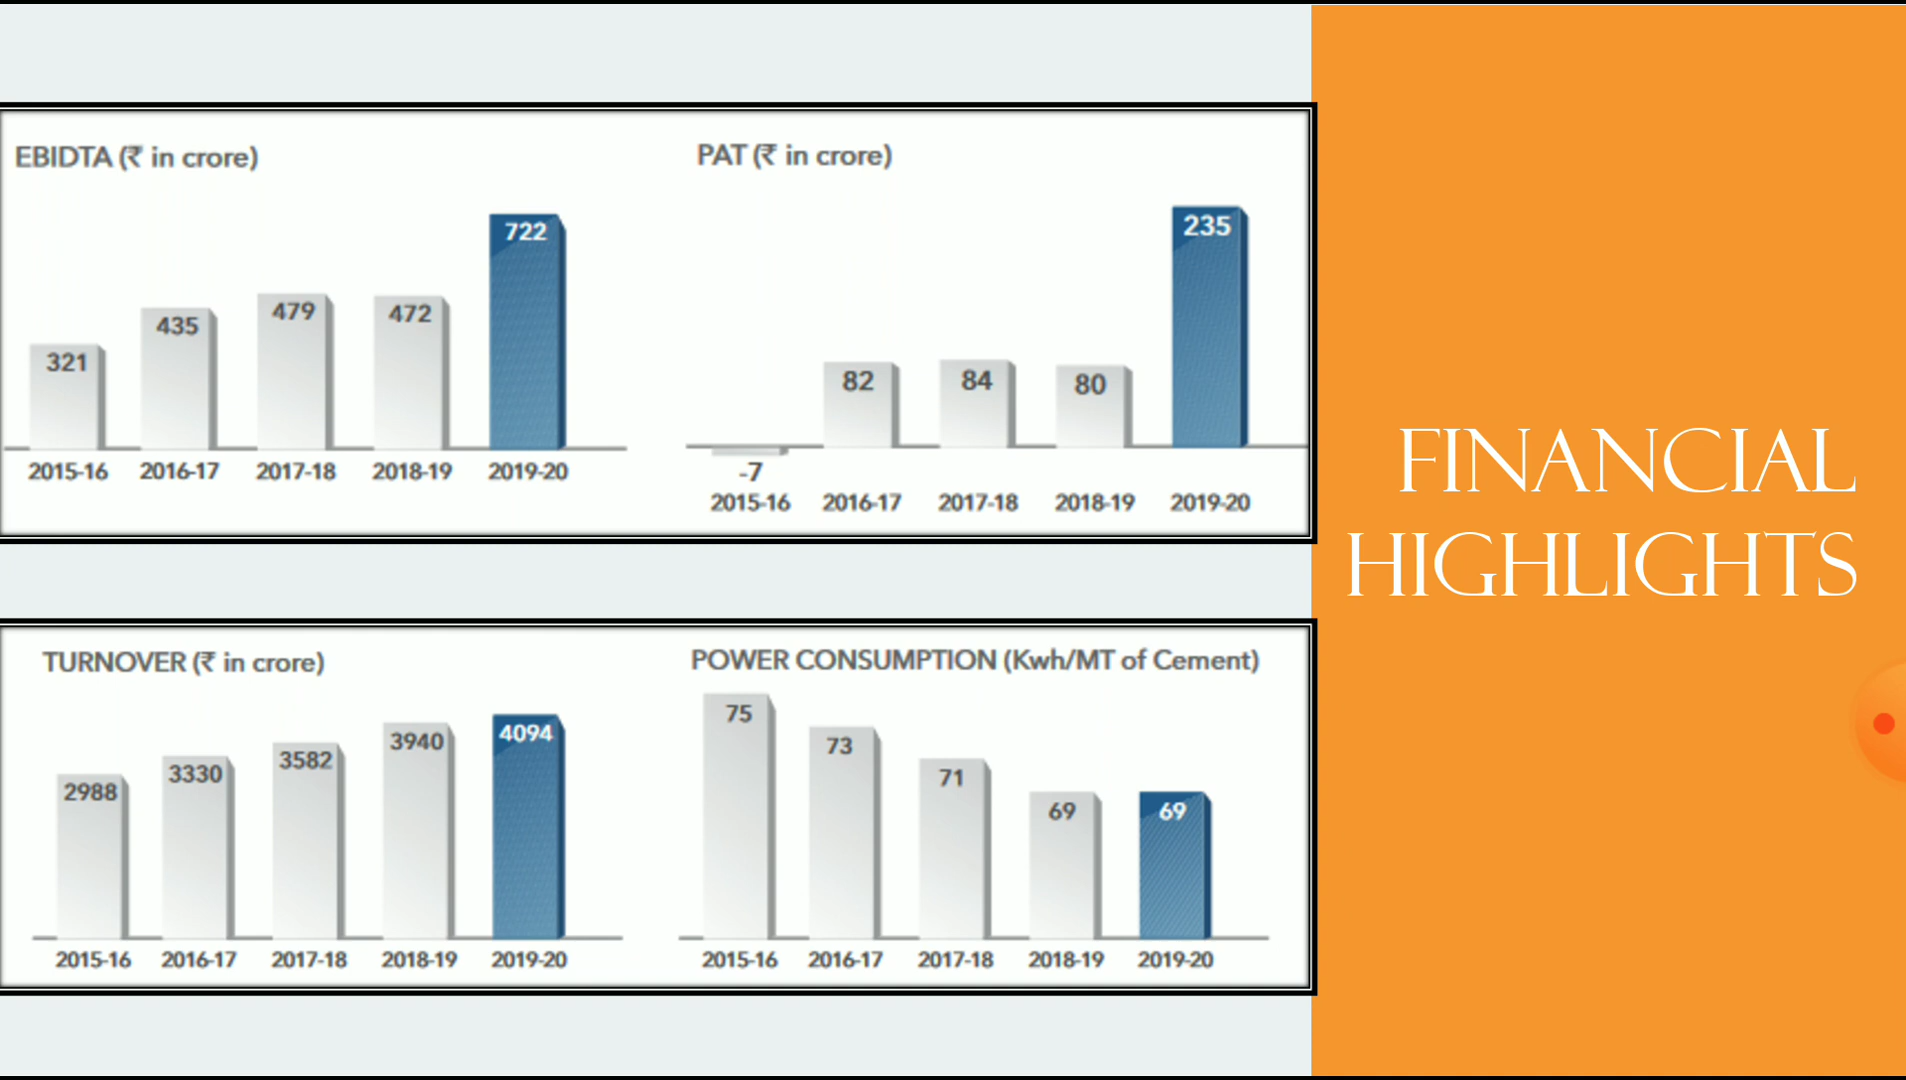 EBIDTA (₹ in crore)
321
435
479
472
722
2015-16 2016-17 2017-18 2018-19 2019-20
PAT (₹ in crore)
-7
82
84
80
235
2015-16 2016-17 2017-18 2018-19 2019-20
TURNOVER (₹ in crore)
2988
3330
3582
3940
4094
2015-16 2016-17 2017-18 2018-19 2019-20
POWER CONSUMPTION (Kwh/MT of Cement)
75
73
71
69
69
2015-16 2016-17 2017-18 2018-19 2019-20
FINANCIAL
HIGHLIGHTS